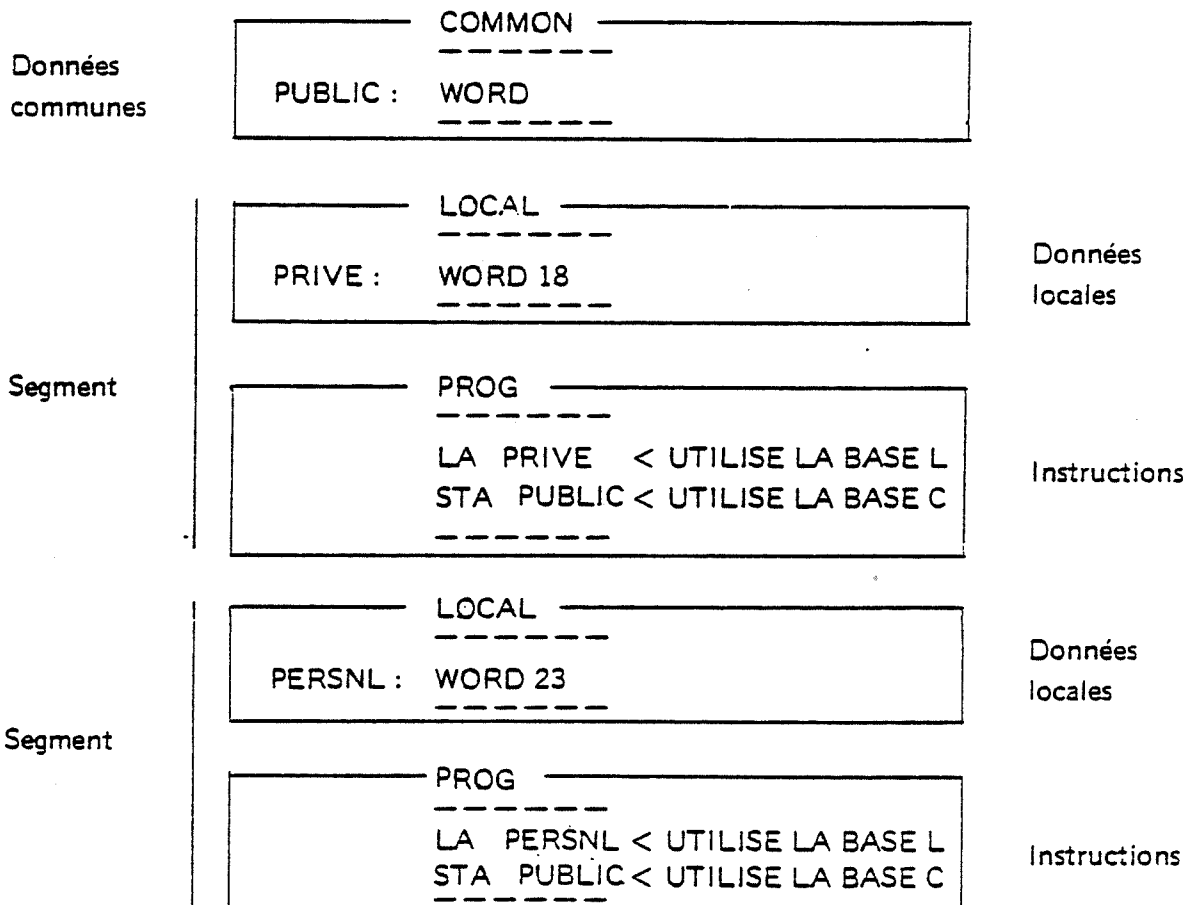 COMMON
Données
communes
PUBLIC : WORD
LOCAL
PRIVE : WORD 18
Données
locales
Segment
PROG
LA PRIVE < UTILISE LA BASE L
STA PUBLIC < UTILISE LA BASE C
Instructions
LOCAL
PERSNL : WORD 23
Données
locales
Segment
PROG
LA PERSNL < UTILISE LA BASE L
STA PUBLIC < UTILISE LA BASE C
Instructions